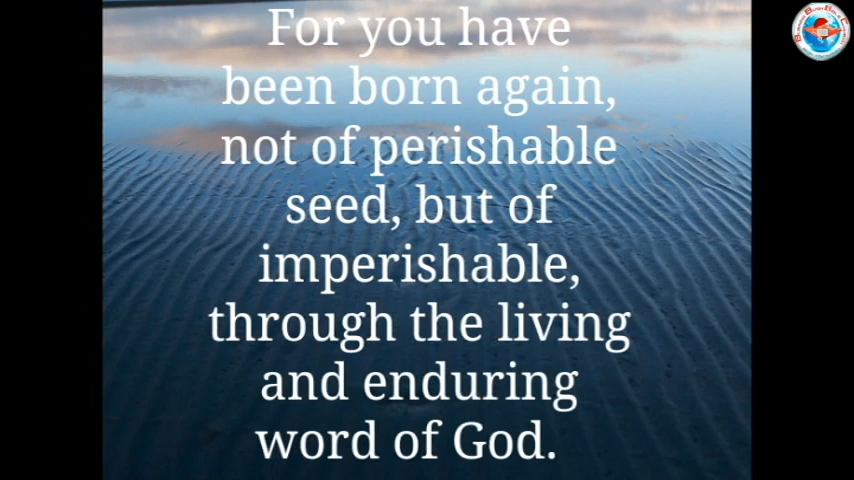 For you have
been born again,
not of perishable
seed, but of
imperishable,
through the living
and enduring
word of God.